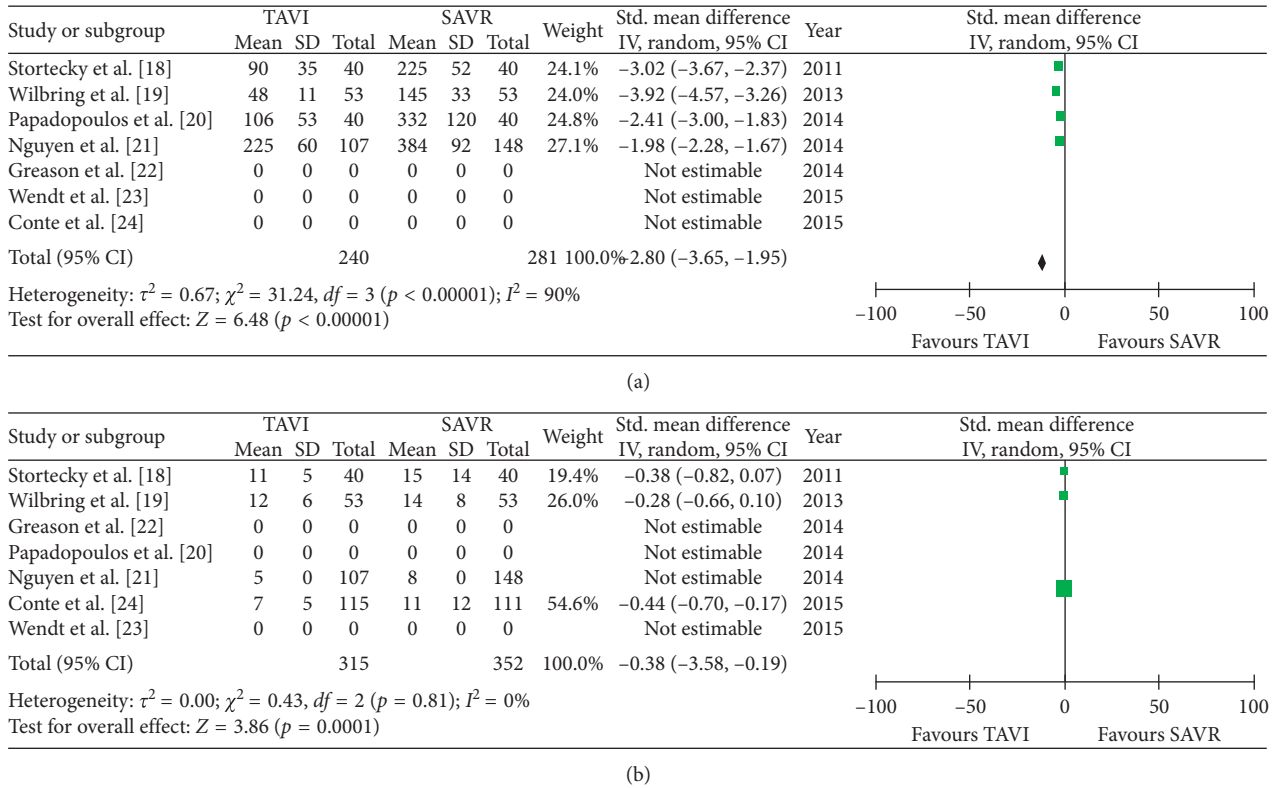 Study or subgroup TAVI SAVR Weight Std. mean difference Year Std. mean difference
Mean SD Total Mean SD Total IV, random, 95% CI IV, random, 95% CI
Stortecky et al. [18] 90 35 40 225 52 40 24.1% –3.02 (–3.67, –2.37) 2011
Wilbring et al. [19] 48 11 53 145 33 53 24.0% –3.92 (–4.57, –3.26) 2013
Papadopoulos et al. [20] 106 53 40 332 120 40 24.8% –2.41 (–3.00, –1.83) 2014
Nguyen et al. [21] 225 60 107 384 92 148 27.1% –1.98 (–2.28, –1.67) 2014
Greason et al. [22] 0 0 0 0 0 0 Not estimable 2014
Wendt et al. [23] 0 0 0 0 0 0 Not estimable 2015
Conte et al. [24] 0 0 0 0 0 0 Not estimable 2015
Total (95% CI) 240 281 100.0% –2.80 (–3.65, –1.95)
Heterogeneity: τ² = 0.67; χ² = 31.24, df = 3 (p < 0.00001); I² = 90%
Test for overall effect: Z = 6.48 (p < 0.00001)
–100 –50 0 50 100
Favours TAVI Favours SAVR
(a)
Study or subgroup TAVI SAVR Weight Std. mean difference Year Std. mean difference
Mean SD Total Mean SD Total IV, random, 95% CI IV, random, 95% CI
Stortecky et al. [18] 11 5 40 15 14 40 19.4% –0.38 (–0.82, 0.07) 2011
Wilbring et al. [19] 12 6 53 14 8 53 26.0% –0.28 (–0.66, 0.10) 2013
Greason et al. [22] 0 0 0 0 0 0 Not estimable 2014
Papadopoulos et al. [20] 0 0 0 0 0 0 Not estimable 2014
Nguyen et al. [21] 5 0 107 8 0 148 Not estimable 2014
Conte et al. [24] 7 5 115 11 12 111 54.6% –0.44 (–0.70, –0.17) 2015
Wendt et al. [23] 0 0 0 0 0 0 Not estimable 2015
Total (95% CI) 315 352 100.0% –0.38 (–3.58, –0.19)
Heterogeneity: τ² = 0.00; χ² = 0.43, df = 2 (p = 0.81); I² = 0%
Test for overall effect: Z = 3.86 (p = 0.0001)
–100 –50 0 50 100
Favours TAVI Favours SAVR
(b)